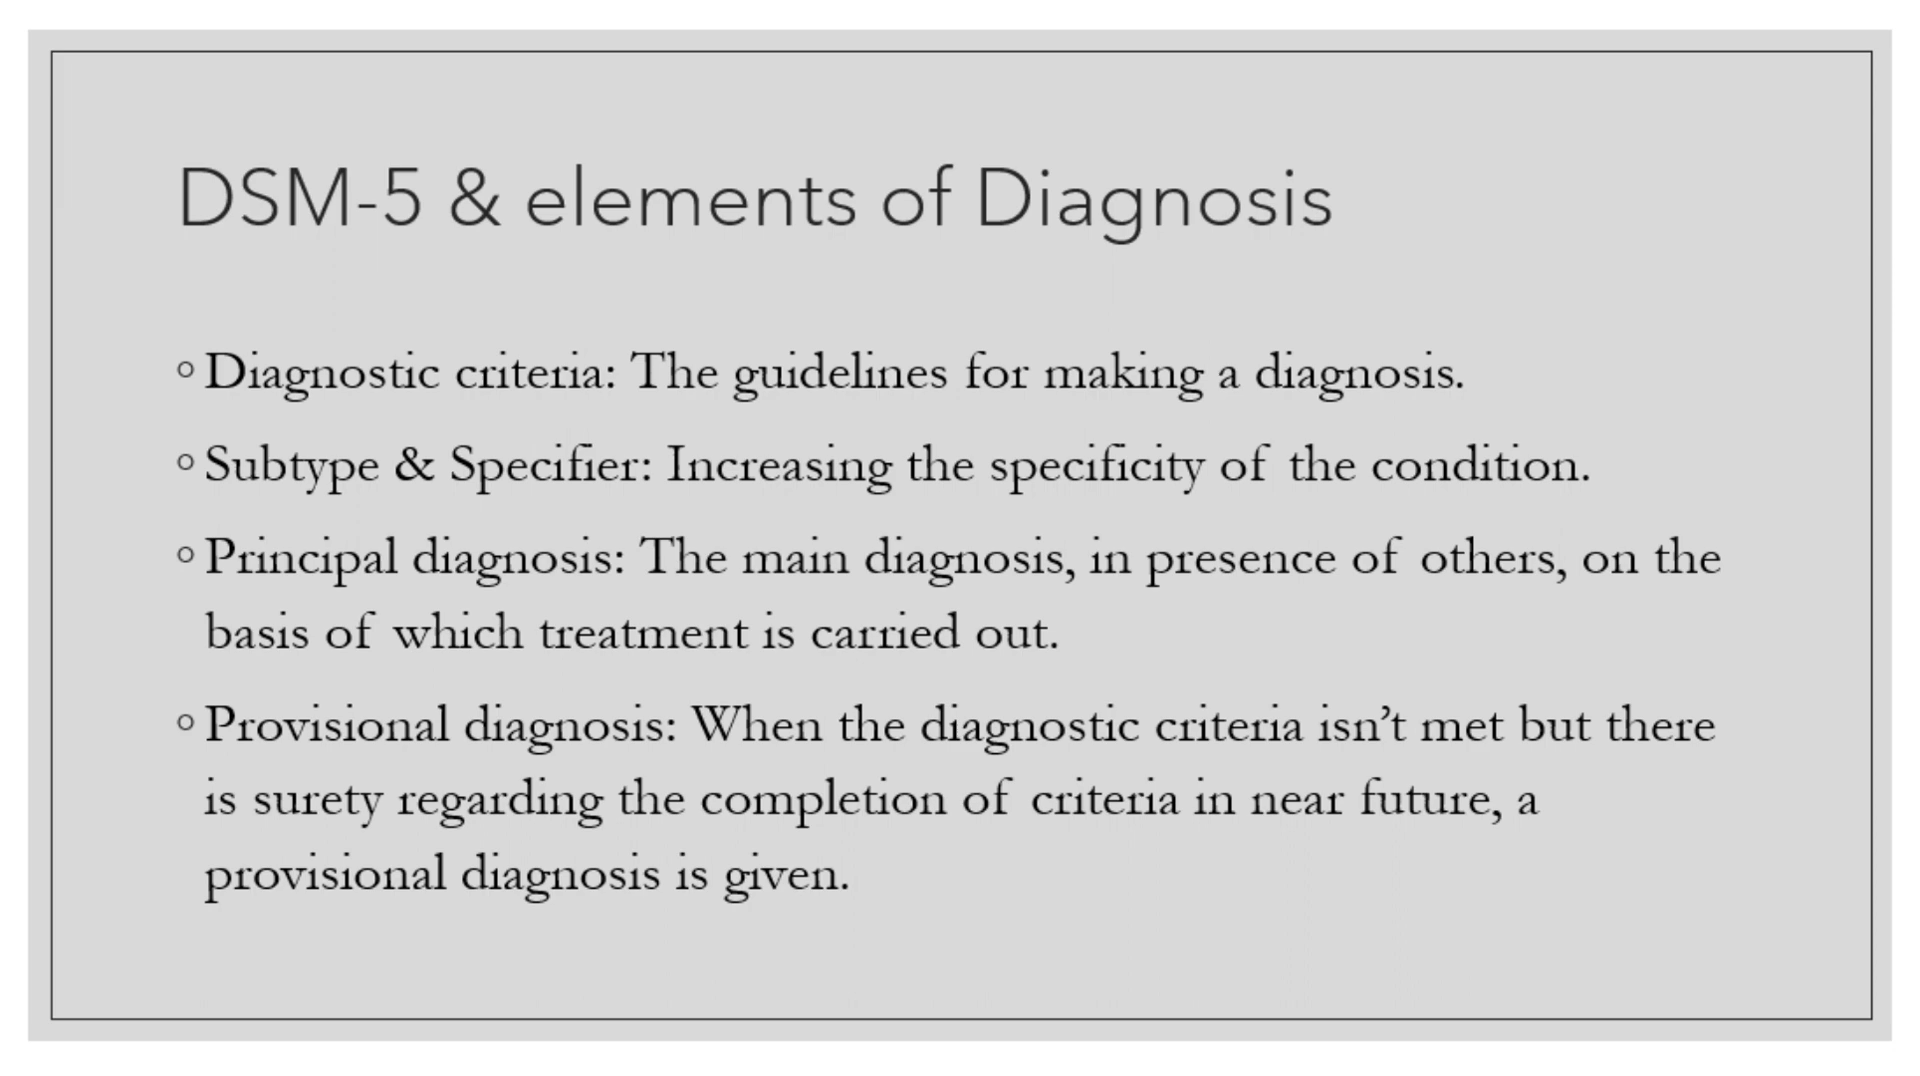 DSM-5 & elements of Diagnosis
◦ Diagnostic criteria: The guidelines for making a diagnosis.
◦ Subtype & Specifier: Increasing the specificity of the condition.
◦ Principal diagnosis: The main diagnosis, in presence of others, on the
basis of which treatment is carried out.
◦ Provisional diagnosis: When the diagnostic criteria isn’t met but there
is surety regarding the completion of criteria in near future, a
provisional diagnosis is given.